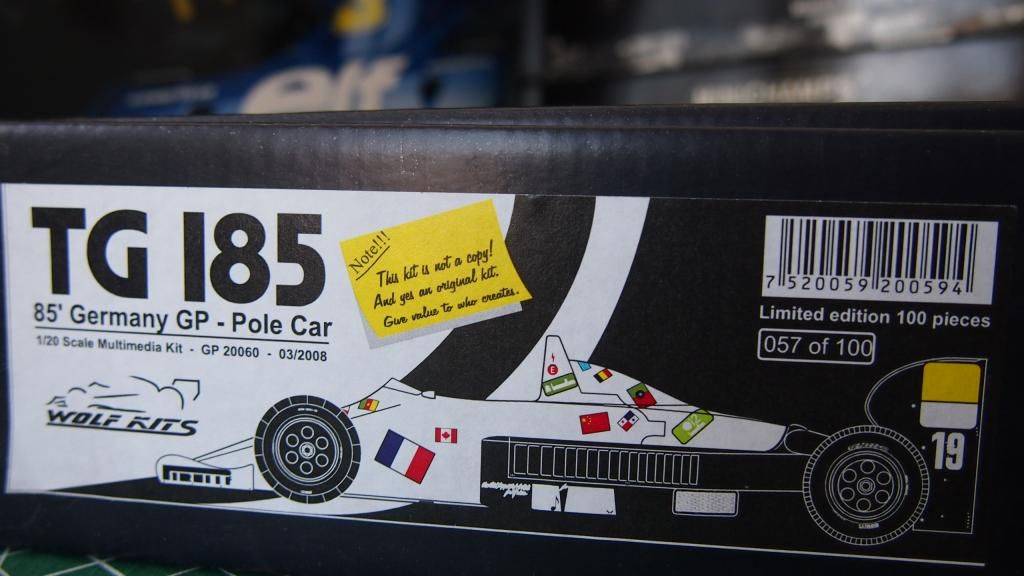 elf
TG 185
85' Germany GP - Pole Car
1/20 Scale Multimedia Kit - GP 20060 - 03/2008
WOLF KITS
Note!!!
This kit is not a copy!
And yes an original kit.
Give value to who creates.
7 520059 200594
Limited edition 100 pieces
057 of 100
E
IRELLI
19